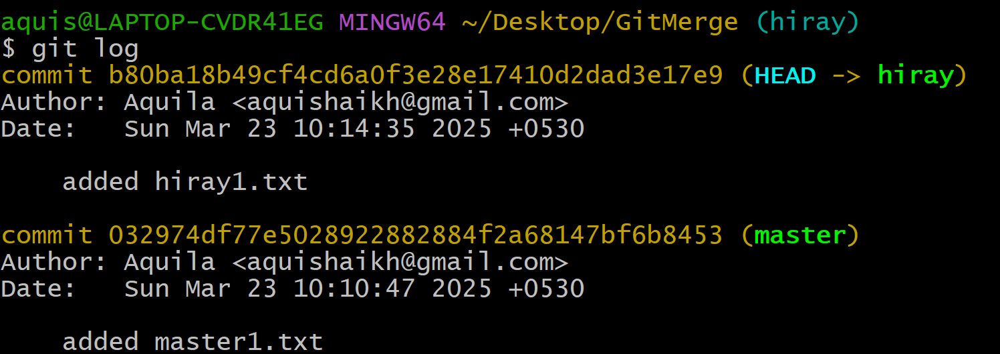 aquis@LAPTOP-CVDR41EG MINGW64 ~/Desktop/GitMerge (hiray)
$ git log
commit b80ba18b49cf4cd6a0f3e28e17410d2dad3e17e9 (HEAD -> hiray)
Author: Aquila <aquishaikh@gmail.com>
Date:   Sun Mar 23 10:14:35 2025 +0530

    added hiray1.txt

commit 032974df77e5028922882884f2a68147bf6b8453 (master)
Author: Aquila <aquishaikh@gmail.com>
Date:   Sun Mar 23 10:10:47 2025 +0530

    added master1.txt